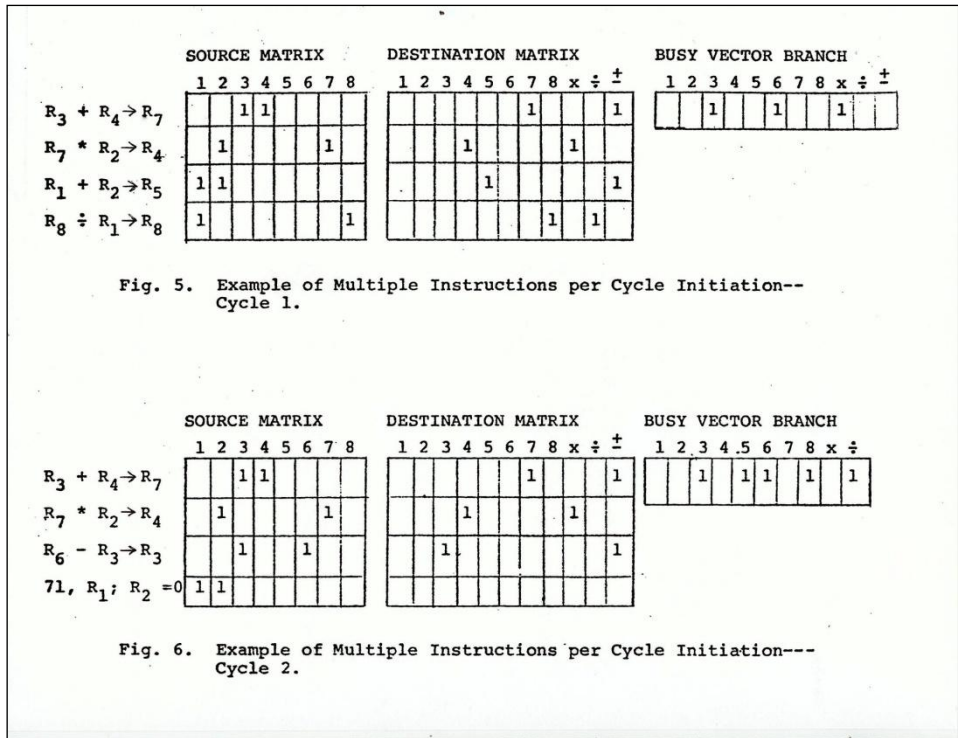 SOURCE MATRIX DESTINATION MATRIX BUSY VECTOR BRANCH
1 2 3 4 5 6 7 8 1 2 3 4 5 6 7 8 x ÷ ± 1 2 3 4 5 6 7 8 x ÷ ±
R3 + R4→R7 1 1 1 1 1 1 1
R7 * R2→R4 1 1 1 1
R1 + R2→R5 1 1 1 1
R8 ÷ R1→R8 1 1 1 1
Fig. 5. Example of Multiple Instructions per Cycle Initiation--
Cycle 1.
SOURCE MATRIX DESTINATION MATRIX BUSY VECTOR BRANCH
1 2 3 4 5 6 7 8 1 2 3 4 5 6 7 8 x ÷ ± 1 2 3 4 5 6 7 8 x ÷
R3 + R4→R7 1 1 1 1 1 1 1 1 1
R7 * R2→R4 1 1 1 1
R6 - R3→R3 1 1 1 1
71, R1; R2 =0 1 1
Fig. 6. Example of Multiple Instructions per Cycle Initiation---
Cycle 2.